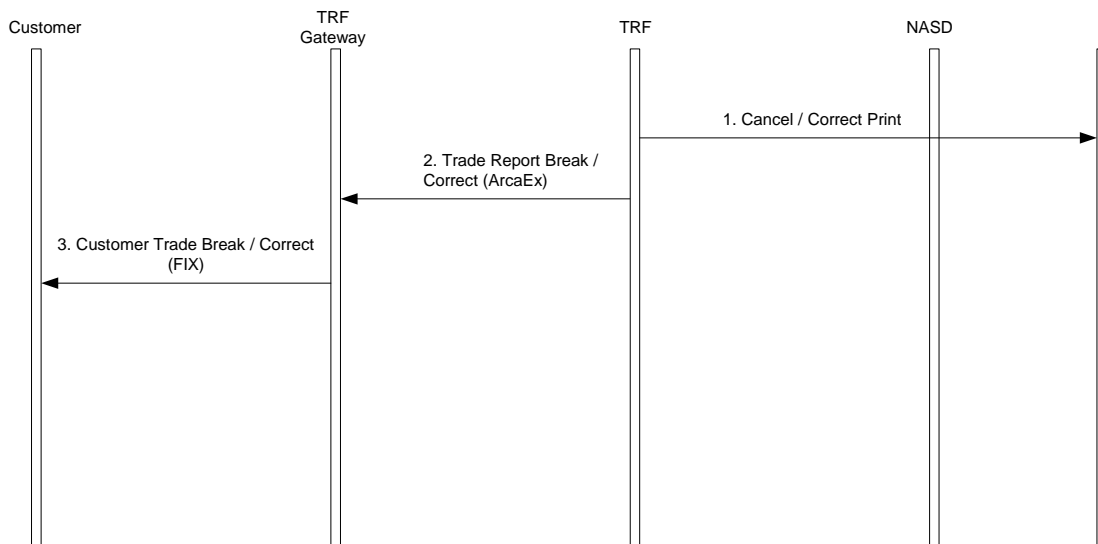 Customer
TRF
Gateway
TRF
NASD
1. Cancel / Correct Print
2. Trade Report Break /
Correct (ArcaEx)
3. Customer Trade Break / Correct
(FIX)